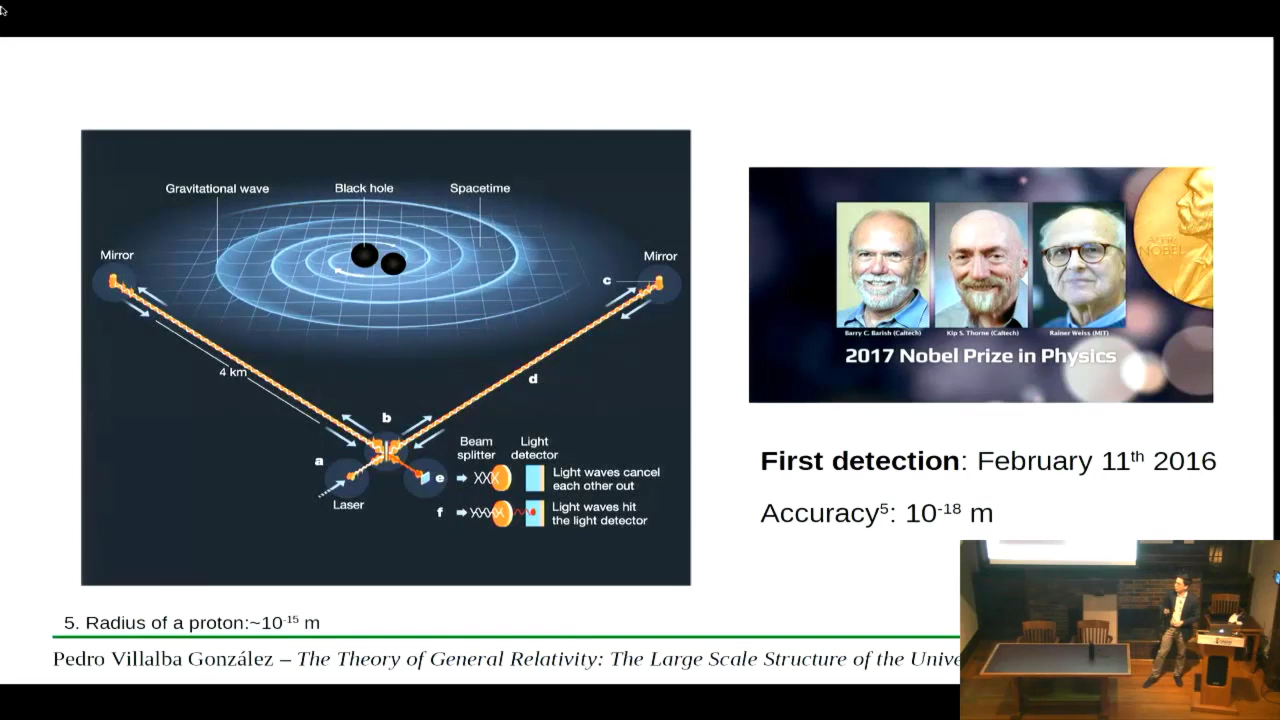 Gravitational wave
Black hole
Spacetime
Mirror
Mirror
c
4 km
d
b
a
Laser
Beam
splitter
Light
detector
e
Light waves cancel
each other out
f
Light waves hit
the light detector
Barry C. Barish (Caltech)
Kip S. Thorne (Caltech)
Rainer Weiss (MIT)
2017 Nobel Prize in Physics
NOBEL
First detection: February 11th 2016
Accuracy5: 10-18 m
5. Radius of a proton:~10-15 m
Pedro Villalba González – The Theory of General Relativity: The Large Scale Structure of the Unive